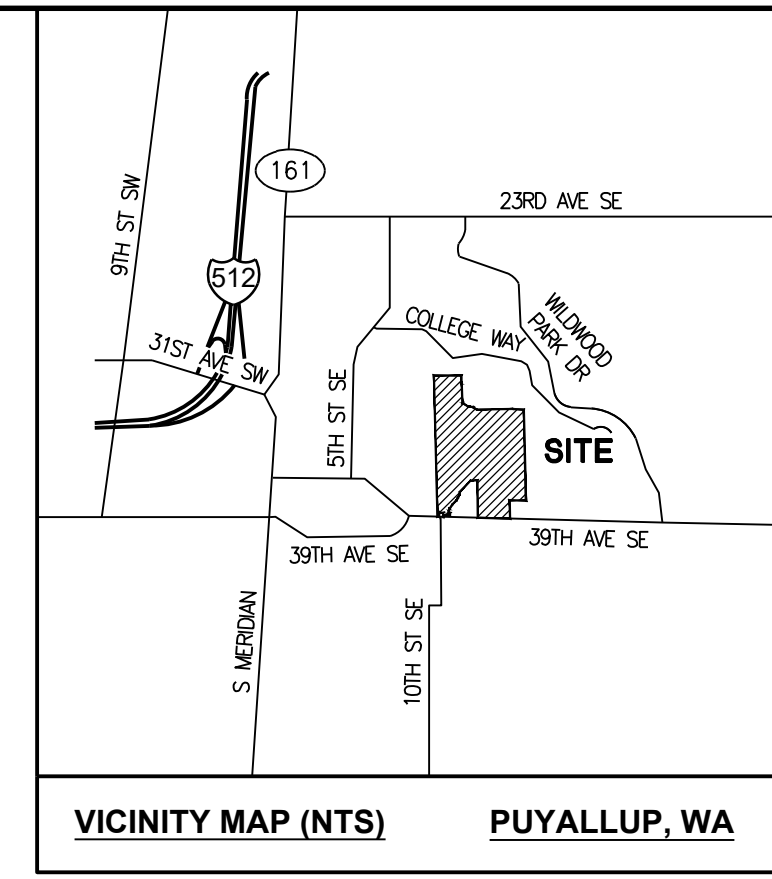 161
23RD AVE SE
9TH ST SW
512
WILDWOOD
PARK DR
COLLEGE WAY
31ST AVE SW
5TH ST SE
SITE
39TH AVE SE
39TH AVE SE
S MERIDIAN
10TH ST SE
VICINITY MAP (NTS)
PUYALLUP, WA